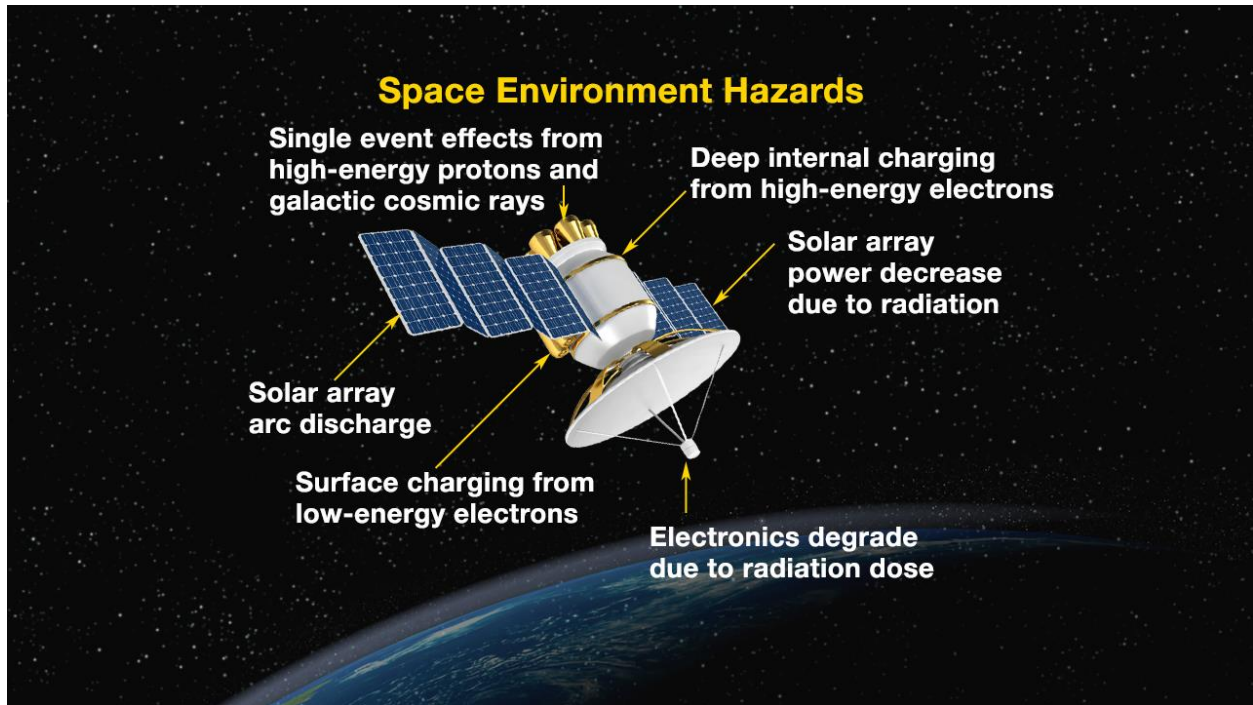 Space Environment Hazards
Single event effects from
high-energy protons and
galactic cosmic rays
Deep internal charging
from high-energy electrons
Solar array
power decrease
due to radiation
Solar array
arc discharge
Surface charging from
low-energy electrons
Electronics degrade
due to radiation dose